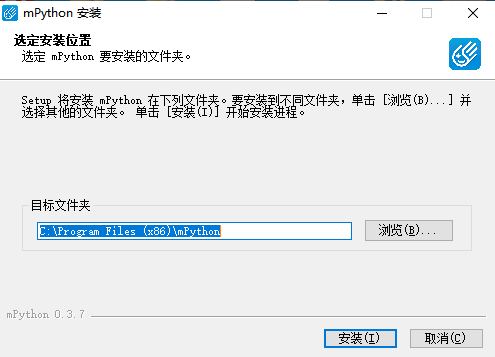 mPython 安装
选定安装位置
选定 mPython 要安装的文件夹。
Setup 将安装 mPython 在下列文件夹。要安装到不同文件夹，单击 [浏览(B)...] 并
选择其他的文件夹。 单击 [安装(I)] 开始安装进程。
目标文件夹
C:\Program Files (x86)\mPython
浏览(B)...
mPython 0.3.7
安装(I)
取消(C)